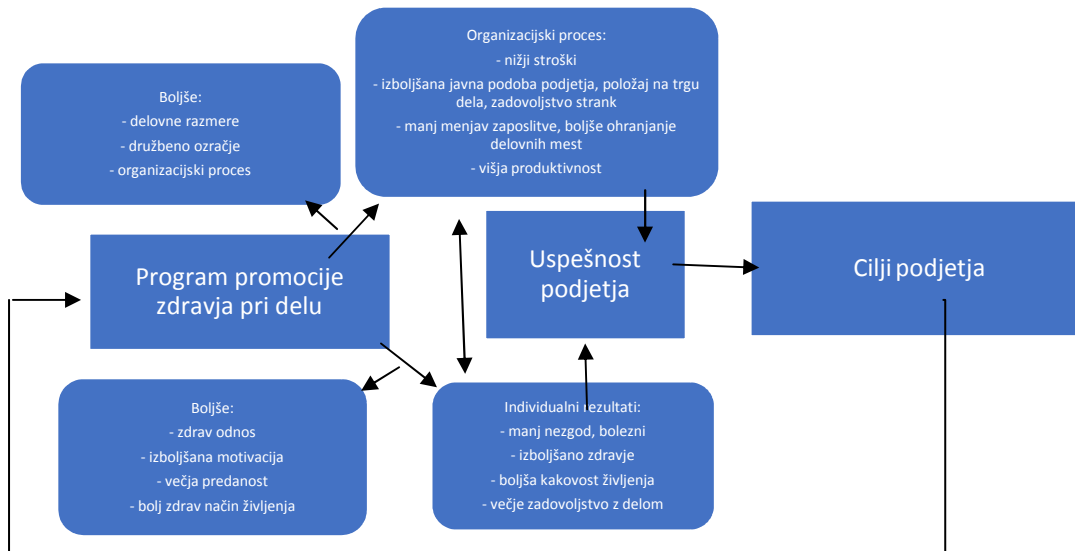 Organizacijski proces:
- nižji stroški
- izboljšana javna podoba podjetja, položaj na trgu
dela, zadovoljstvo strank
- manj menjav zaposlitve, boljše ohranjanje
delovnih mest
- višja produktivnost
Boljše:
- delovne razmere
- družbeno ozračje
- organizacijski proces
Program promocije
zdravja pri delu
Uspešnost
podjetja
Cilji podjetja
Boljše:
- zdrav odnos
- izboljšana motivacija
- večja predanost
- bolj zdrav način življenja
Individualni rezultati:
- manj nezgod, bolezni
- izboljšano zdravje
- boljša kakovost življenja
- večje zadovoljstvo z delom